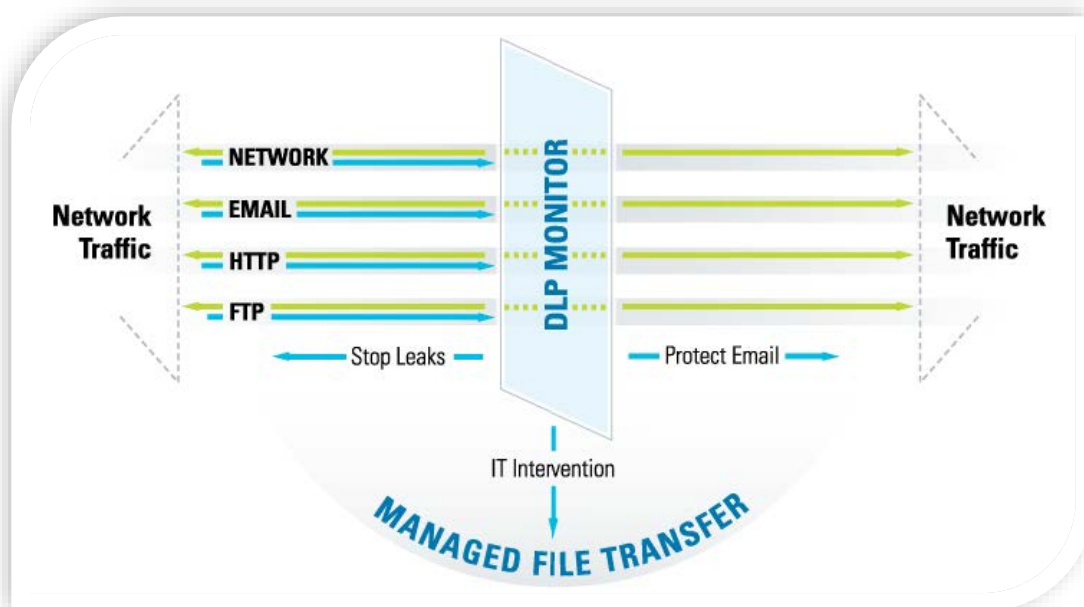 NETWORK
EMAIL
HTTP
FTP
Network
Traffic
DLP MONITOR
Network
Traffic
Stop Leaks
Protect Email
IT Intervention
MANAGED FILE TRANSFER